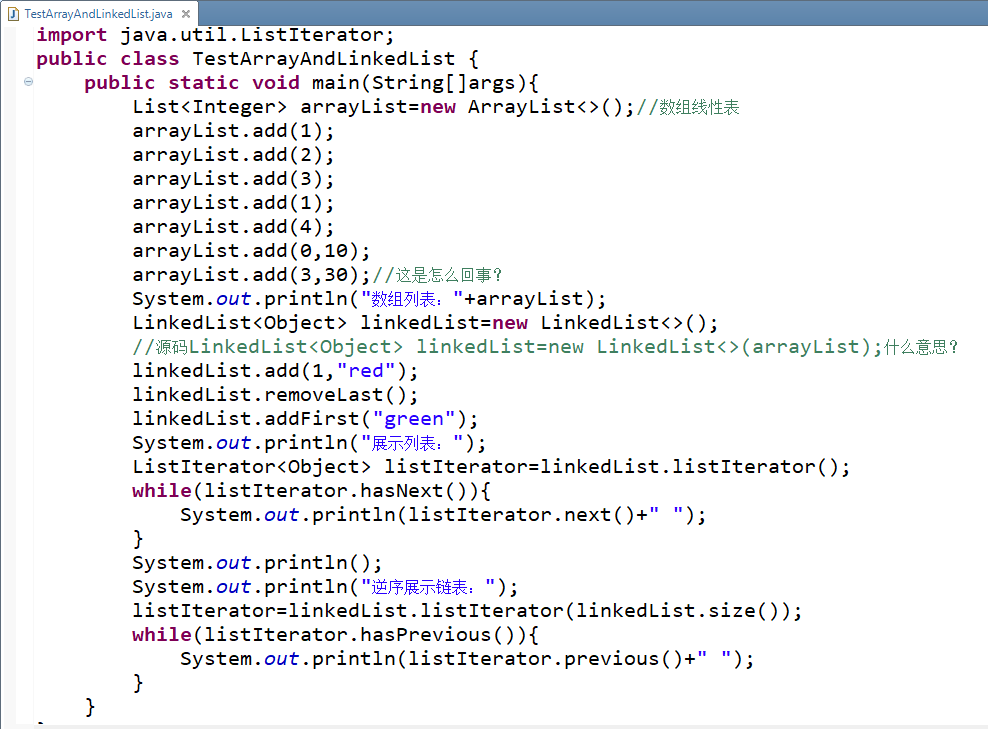 TestArrayAndLinkedList.java
import java.util.ListIterator;
public class TestArrayAndLinkedList {
public static void main(String[]args){
List<Integer> arrayList=new ArrayList<>();//数组线性表
arrayList.add(1);
arrayList.add(2);
arrayList.add(3);
arrayList.add(1);
arrayList.add(4);
arrayList.add(0,10);
arrayList.add(3,30);//这是怎么回事?
System.out.println("数组列表："+arrayList);
LinkedList<Object> linkedList=new LinkedList<>();
//源码LinkedList<Object> linkedList=new LinkedList<>(arrayList);什么意思?
linkedList.add(1,"red");
linkedList.removeLast();
linkedList.addFirst("green");
System.out.println("展示列表：");
ListIterator<Object> listIterator=linkedList.listIterator();
while(listIterator.hasNext()){
System.out.println(listIterator.next()+" ");
}
System.out.println();
System.out.println("逆序展示链表：");
listIterator=linkedList.listIterator(linkedList.size());
while(listIterator.hasPrevious()){
System.out.println(listIterator.previous()+" ");
}
}